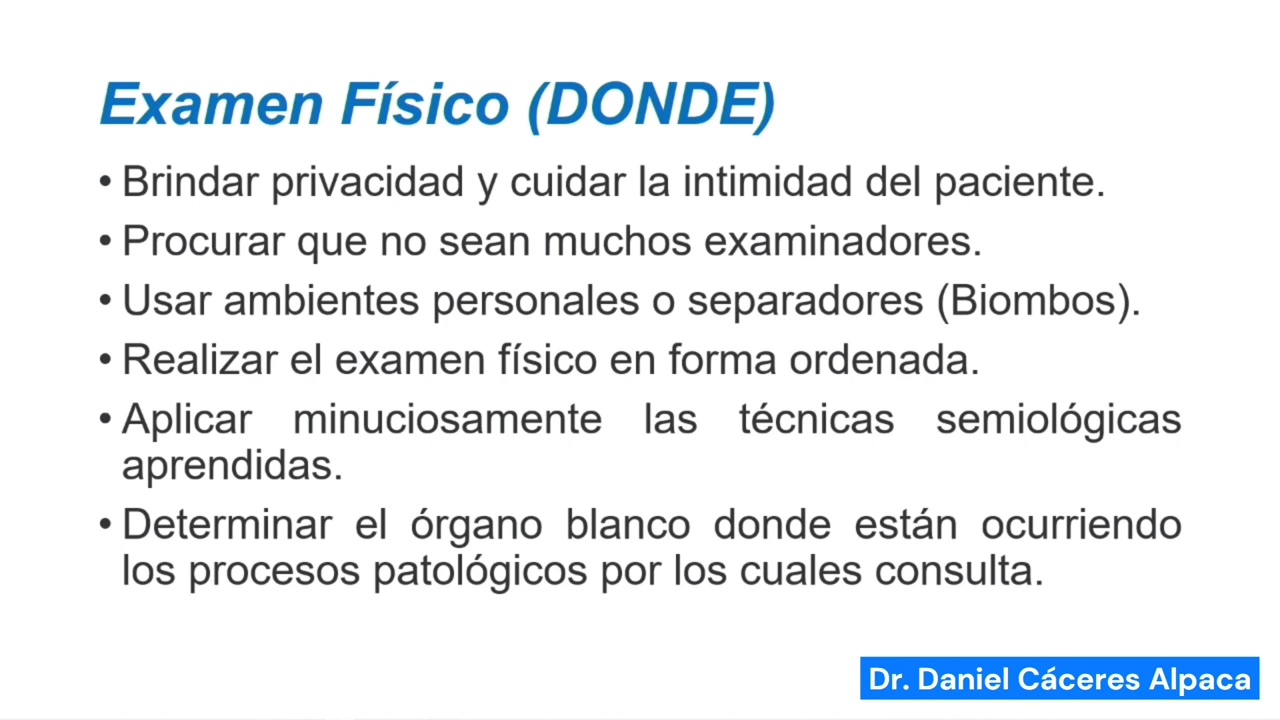 Examen Físico (DONDE)
• Brindar privacidad y cuidar la intimidad del paciente.
• Procurar que no sean muchos examinadores.
• Usar ambientes personales o separadores (Biombos).
• Realizar el examen físico en forma ordenada.
• Aplicar minuciosamente las técnicas semiológicas
aprendidas.
• Determinar el órgano blanco donde están ocurriendo
los procesos patológicos por los cuales consulta.
Dr. Daniel Cáceres Alpaca